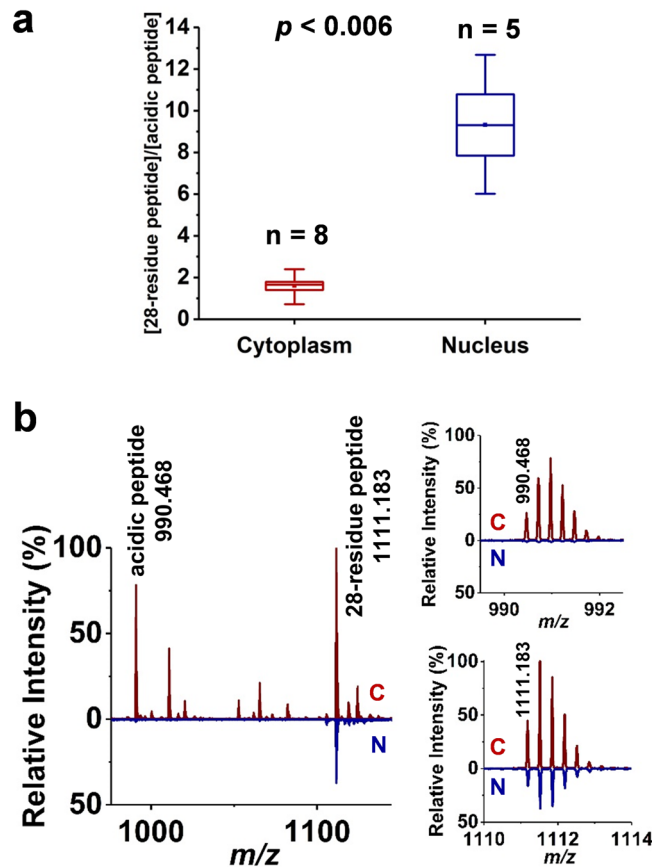 a
p < 0.006
n = 5
n = 8
[28-residue peptide]/[acidic peptide]
14
12
10
8
6
4
2
0
Cytoplasm
Nucleus
b
acidic peptide
990.468
28-residue peptide
1111.183
Relative Intensity (%)
100
50
0
50
C
N
1000
1100
m/z
Relative Intensity (%)
100
50
0
50
990.468
C
N
990
992
m/z
Relative Intensity (%)
100
50
0
50
1111.183
C
N
1110
1112
1114
m/z